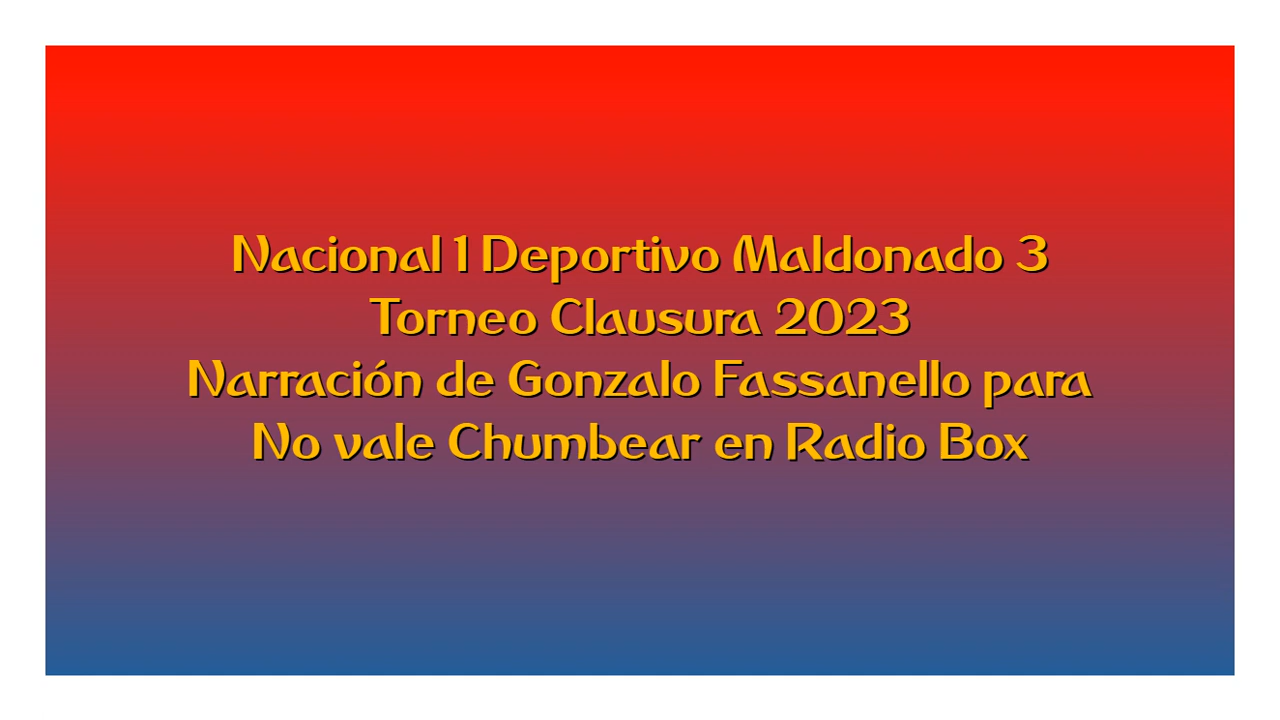 Nacional 1 Deportivo Maldonado 3
Torneo Clausura 2023
Narración de Gonzalo Fassanello para
No vale Chumbear en Radio Box